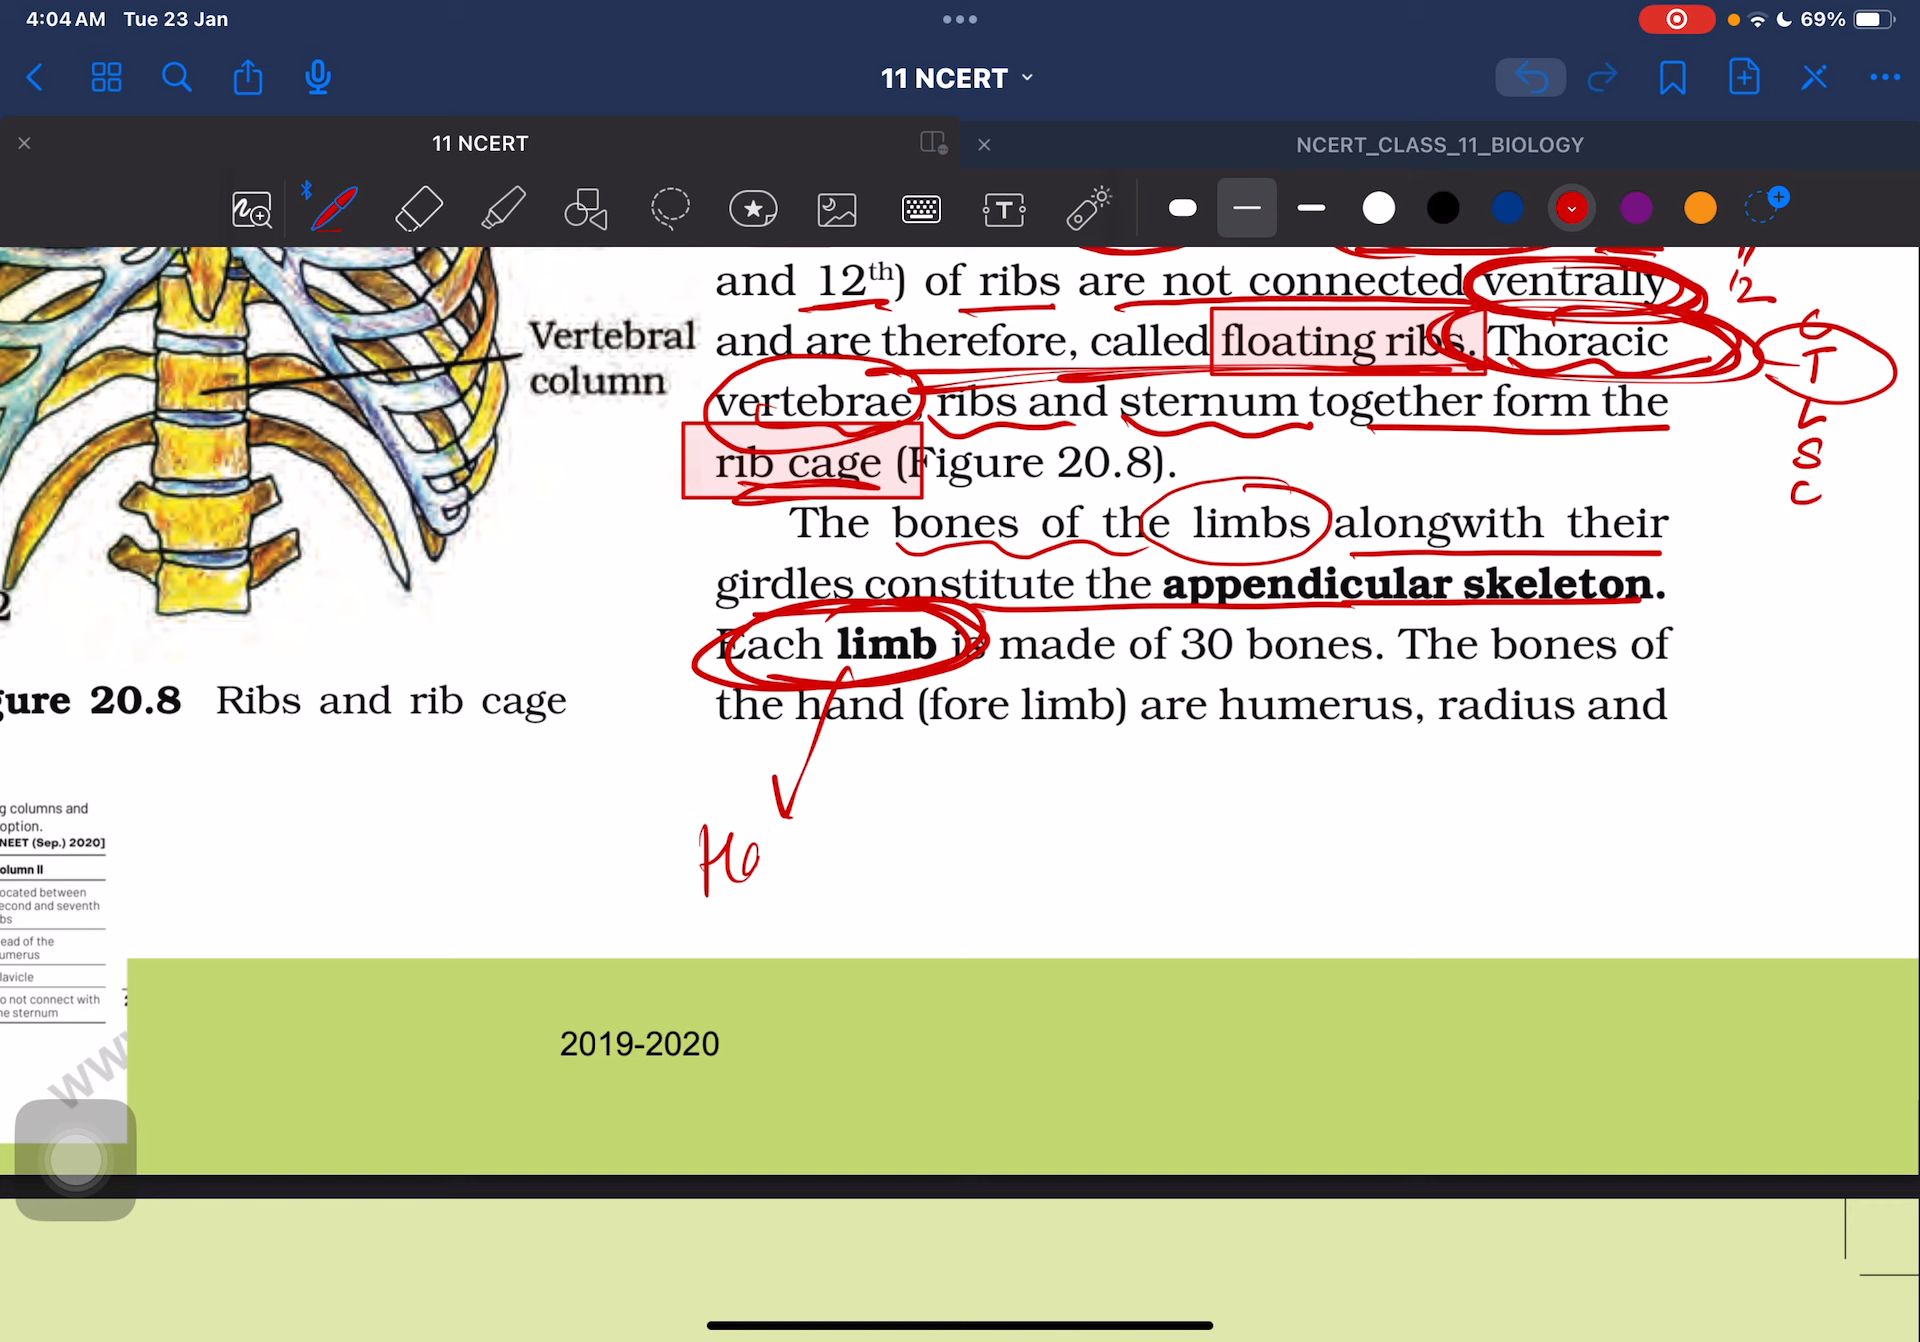 4:04 AM Tue 23 Jan
69%
11 NCERT
11 NCERT
NCERT_CLASS_11_BIOLOGY
T
and 12th) of ribs are not connected ventrally
and are therefore, called floating ribs. Thoracic
vertebrae, ribs and sternum together form the
rib cage (Figure 20.8).
12
C
T
L
S
C
Vertebral
column
The bones of the limbs alongwith their
girdles constitute the appendicular skeleton.
Each limb is made of 30 bones. The bones of
the hand (fore limb) are humerus, radius and
gure 20.8 Ribs and rib cage
g columns and
option.
NEET (Sep.) 2020]
olumn II
ocated between
econd and seventh
bs
ead of the
umerus
lavicle
o not connect with
he sternum
www
2019-2020